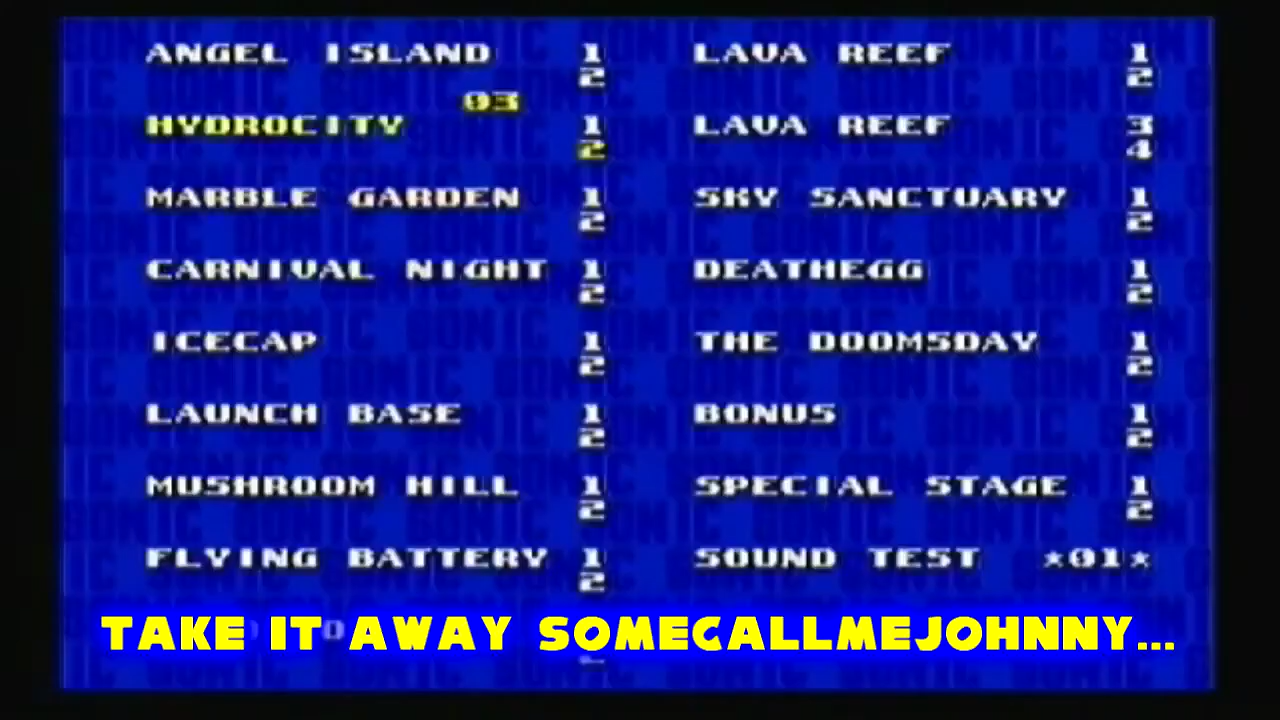 ANGEL ISLAND 1 LAVA REEF 1
2 2
03
HYDROCITY 1 LAVA REEF 3
2 4
MARBLE GARDEN 1 SKY SANCTUARY 1
2 2
CARNIVAL NIGHT 1 DEATHEGG 1
2 2
ICECAP 1 THE DOOMSDAY 1
2 2
LAUNCH BASE 1 BONUS 1
2 2
MUSHROOM HILL 1 SPECIAL STAGE 1
2 2
FLYING BATTERY 1 SOUND TEST *01*
2
TAKE IT AWAY SOMECALLMEJOHNNY...